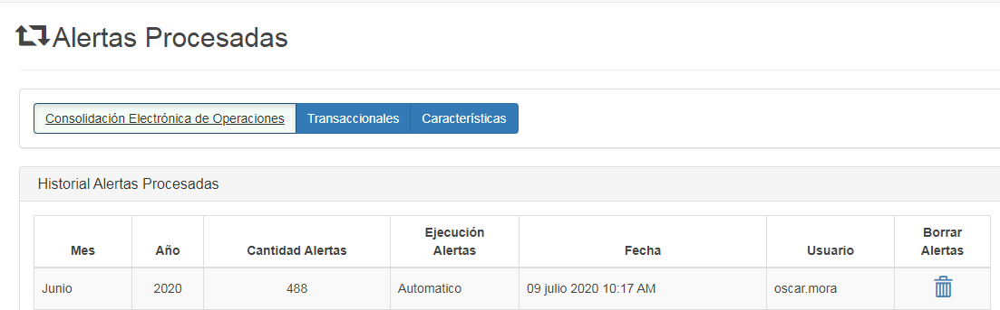 Alertas Procesadas
Consolidación Electrónica de Operaciones Transaccionales Características
Historial Alertas Procesadas
Mes Año Cantidad Alertas Ejecución Alertas Fecha Usuario Borrar Alertas
Junio 2020 488 Automatico 09 julio 2020 10:17 AM oscar.mora